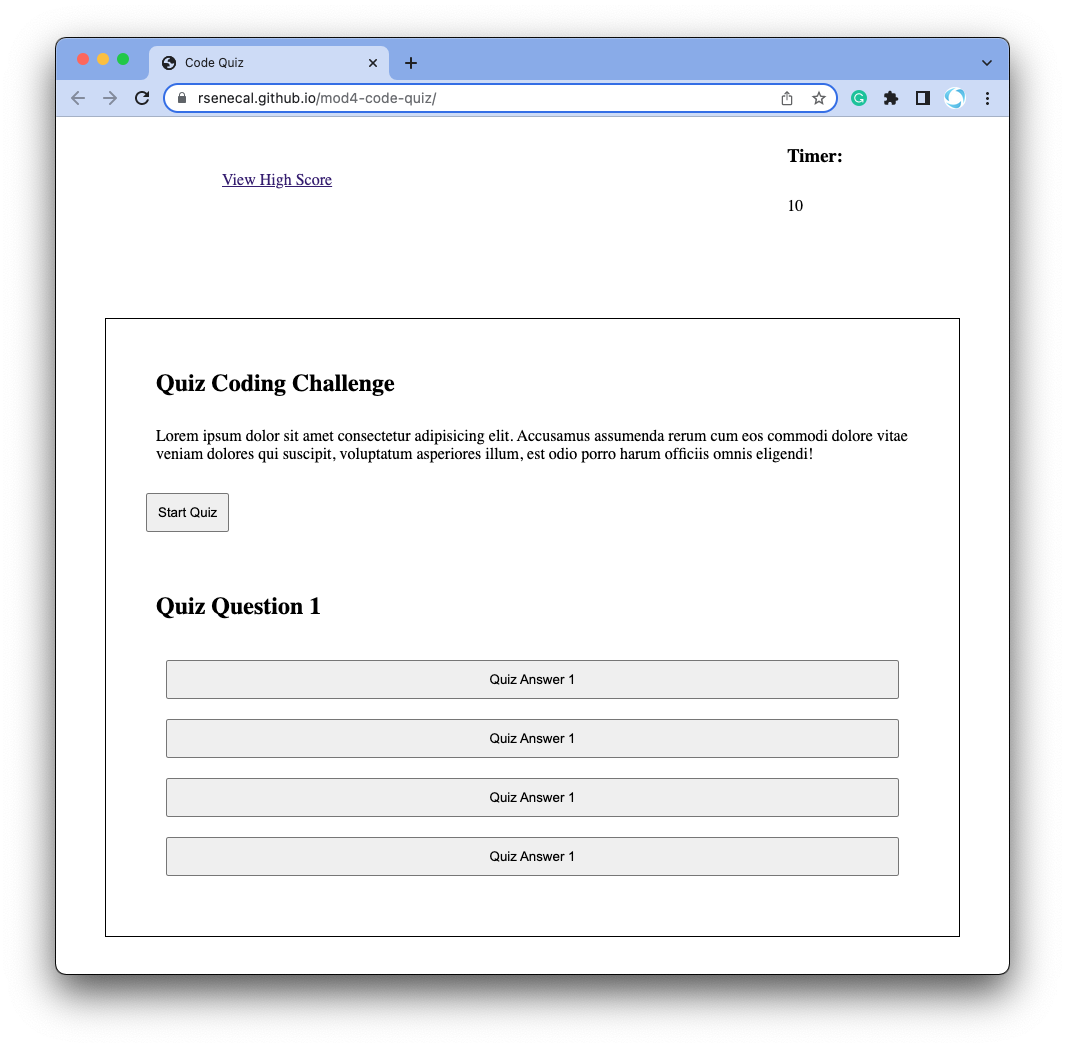 Code Quiz
rsenecal.github.io/mod4-code-quiz/
Timer:
View High Score
10
Quiz Coding Challenge
Lorem ipsum dolor sit amet consectetur adipisicing elit. Accusamus assumenda rerum cum eos commodi dolore vitae
veniam dolores qui suscipit, voluptatum asperiores illum, est odio porro harum officiis omnis eligendi!
Start Quiz
Quiz Question 1
Quiz Answer 1
Quiz Answer 1
Quiz Answer 1
Quiz Answer 1